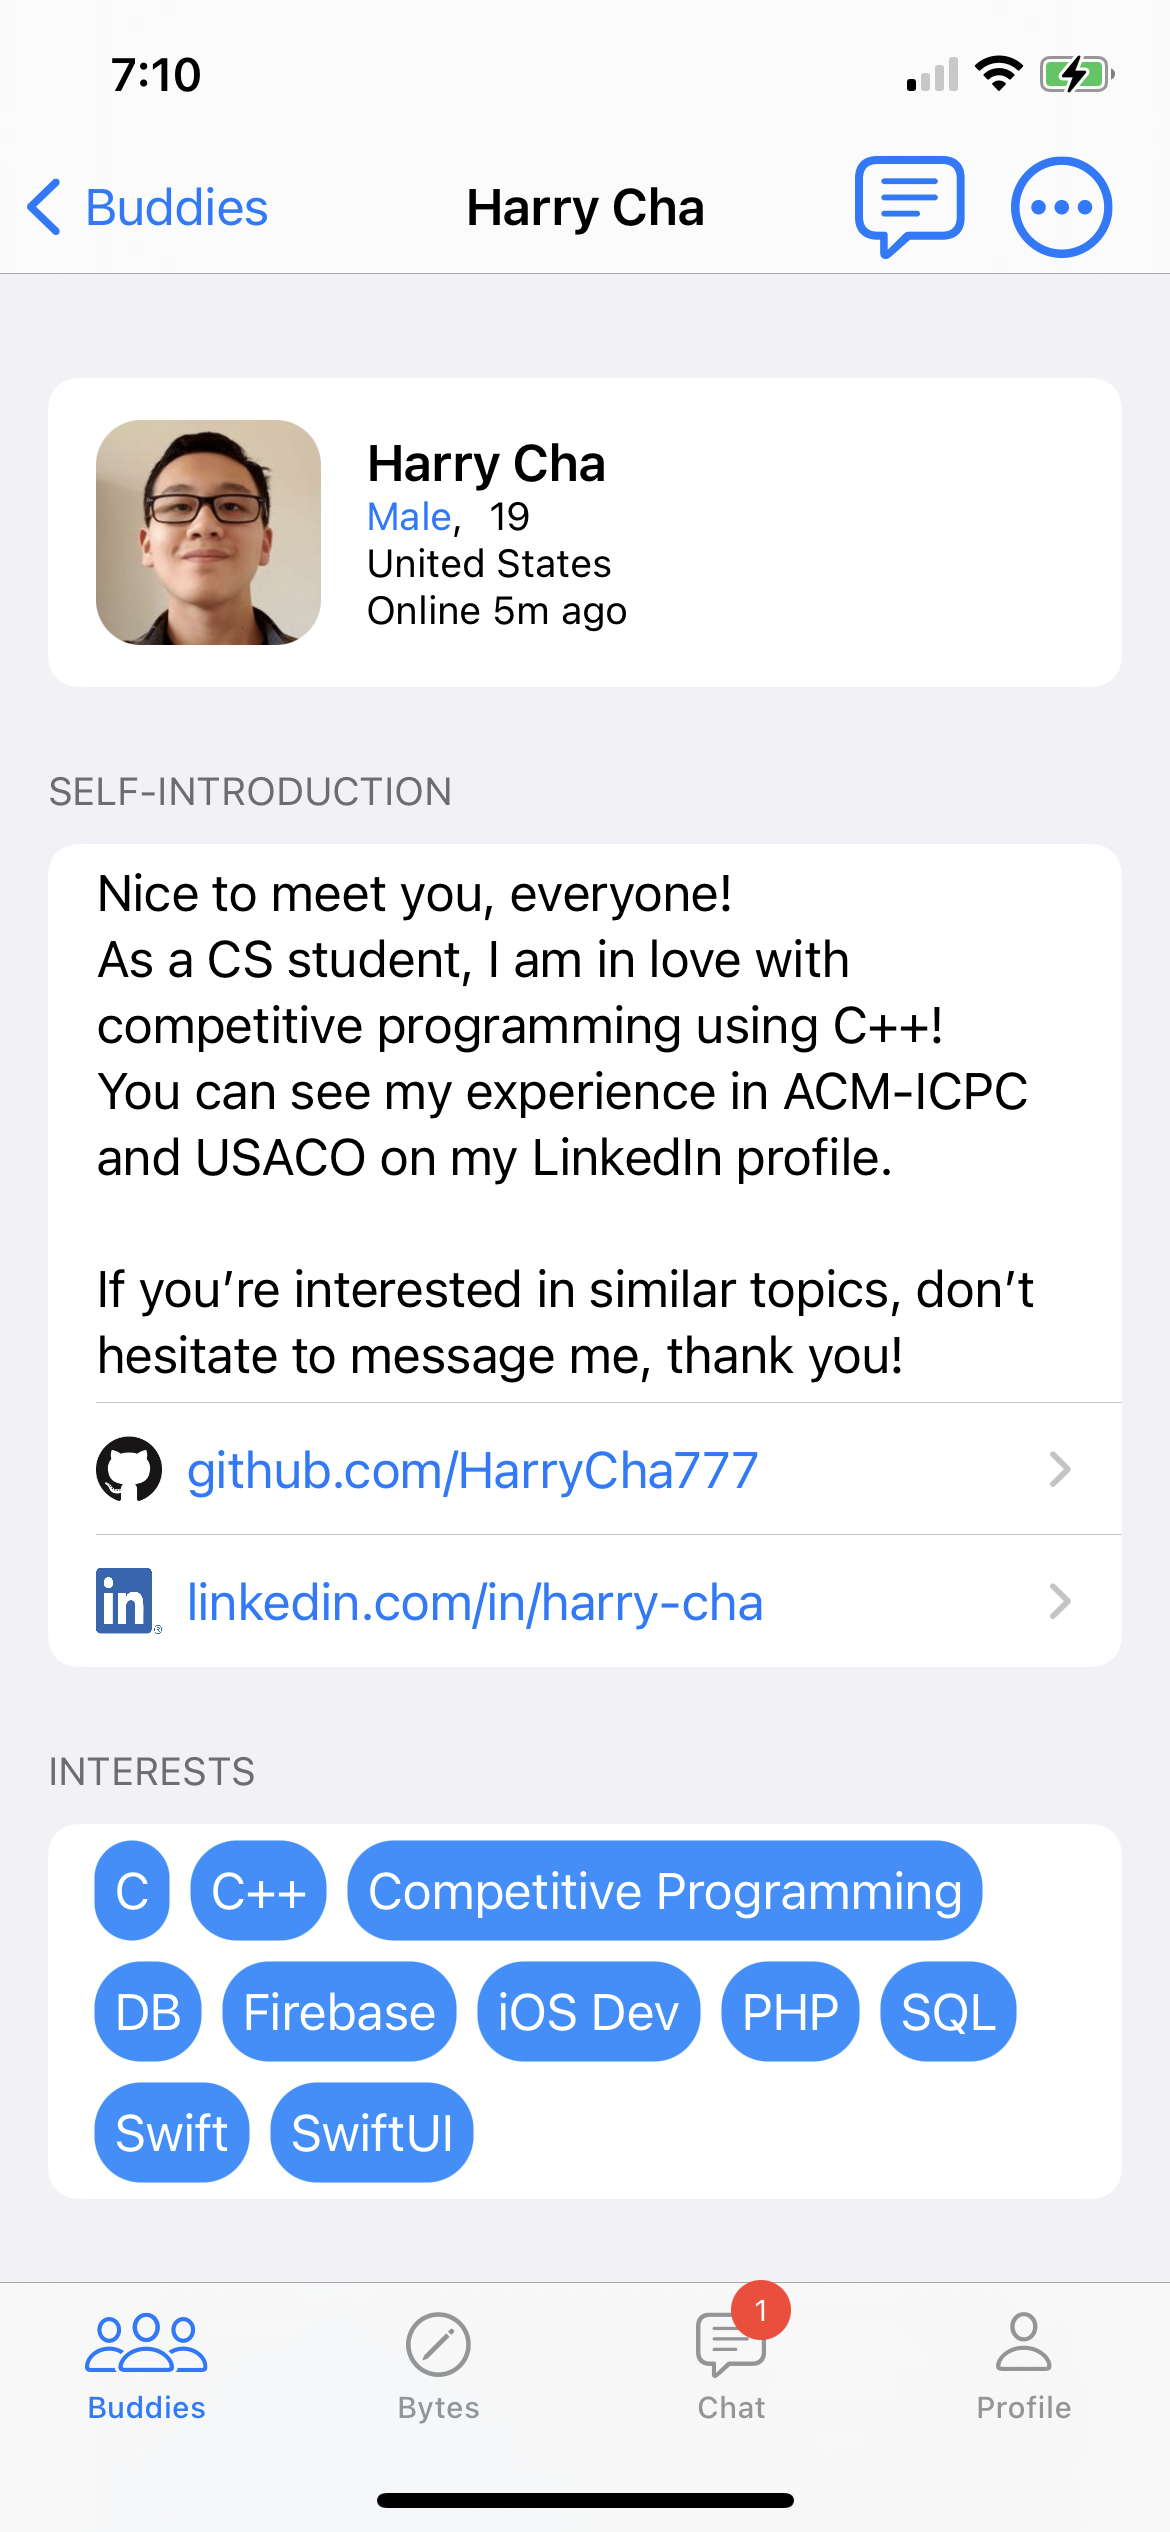 7:10
Buddies
Harry Cha
Harry Cha
Male, 19
United States
Online 5m ago
SELF-INTRODUCTION
Nice to meet you, everyone!
As a CS student, I am in love with
competitive programming using C++!
You can see my experience in ACM-ICPC
and USACO on my LinkedIn profile.
If you’re interested in similar topics, don’t
hesitate to message me, thank you!
github.com/HarryCha777
in® linkedin.com/in/harry-cha
INTERESTS
C C++ Competitive Programming
DB Firebase iOS Dev PHP SQL
Swift SwiftUI
1
Buddies Bytes Chat Profile